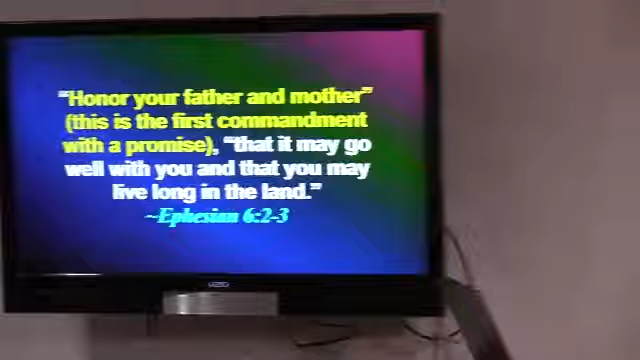 “Honor your father and mother”
(this is the first commandment
with a promise), “that it may go
well with you and that you may
live long in the land.”
~Ephesian 6:2-3
VIZIO